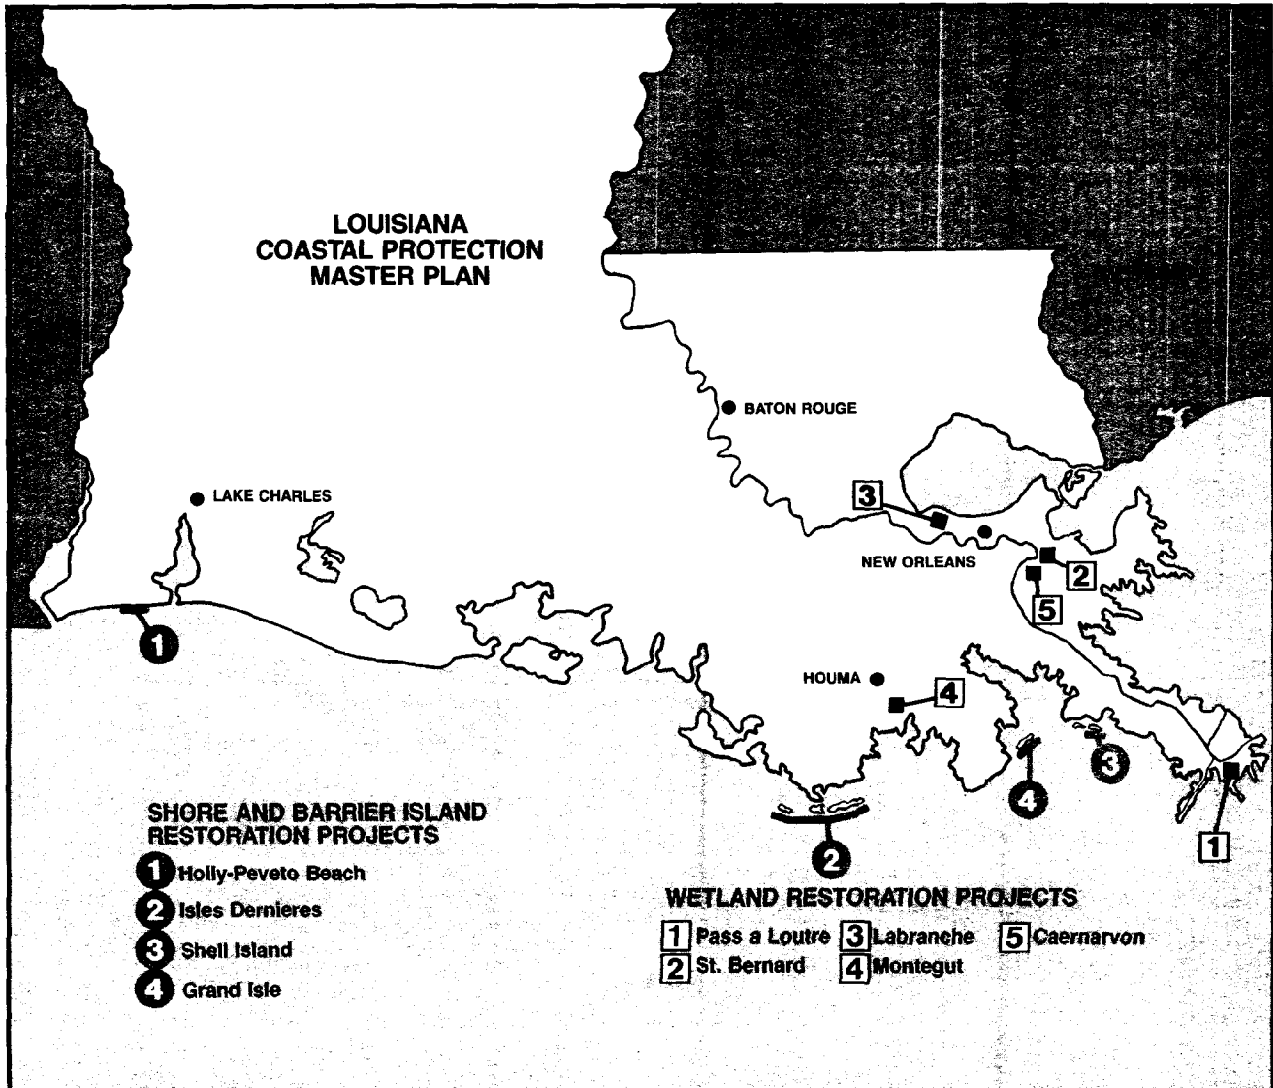 LOUISIANA
COASTAL PROTECTION
MASTER PLAN
BATON ROUGE
LAKE CHARLES
3
NEW ORLEANS
2
5
1
HOUMA
4
3
4
1
2
SHORE AND BARRIER ISLAND
RESTORATION PROJECTS
1 Holly-Peveto Beach
2 Isles Dernieres
3 Shell Island
4 Grand Isle
WETLAND RESTORATION PROJECTS
1 Pass a Loutre 3 Labranche 5 Caernarvon
2 St. Bernard 4 Montegut